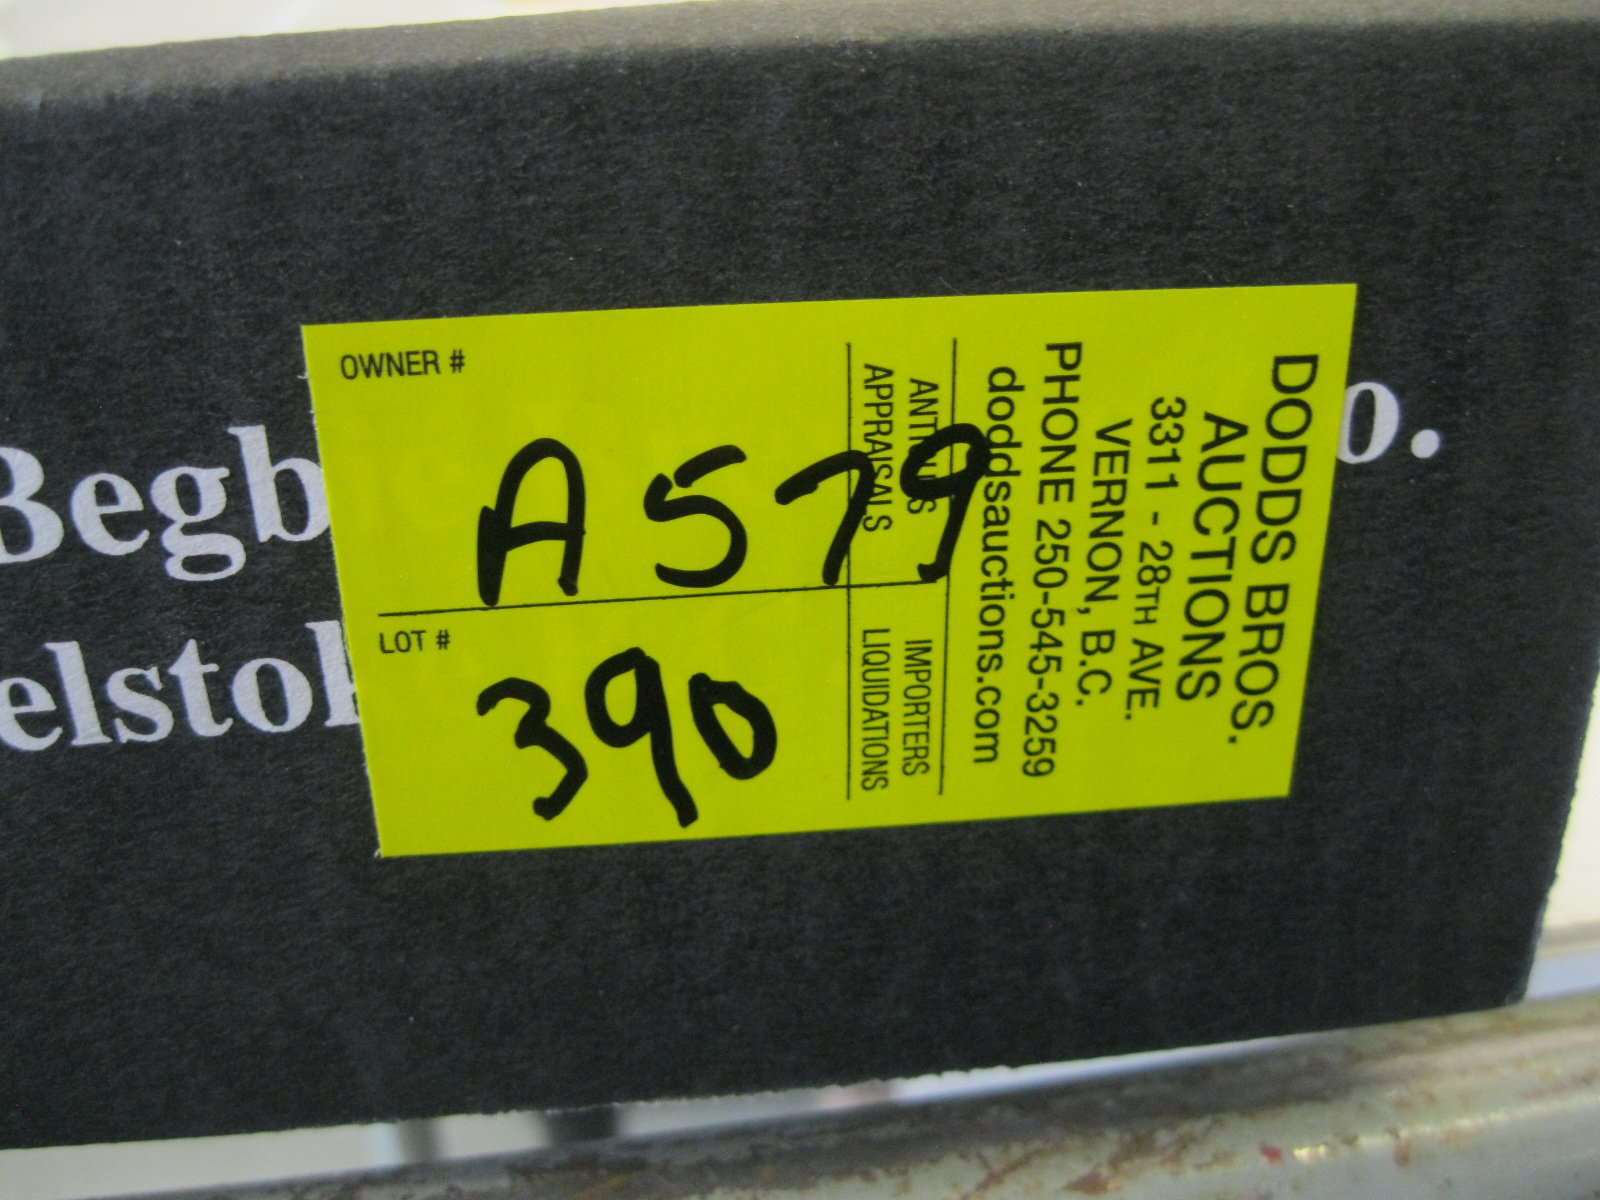 Begb
o.
elstok
OWNER #
A579
LOT #
390
DODDS BROS.
AUCTIONS
3311 - 28TH AVE.
VERNON, B.C.
PHONE 250-545-3259
doddsauctions.com
IMPORTERS
APPRAISALS LIQUIDATIONS